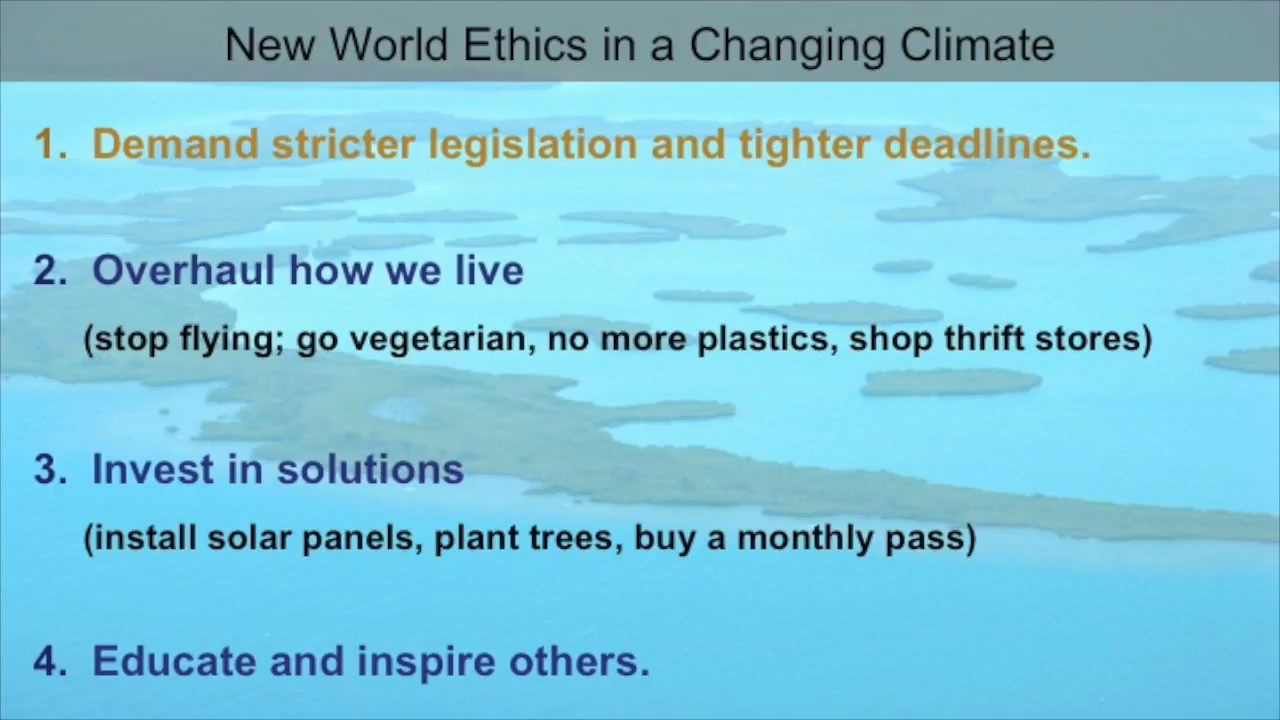 New World Ethics in a Changing Climate
1. Demand stricter legislation and tighter deadlines.
2. Overhaul how we live
(stop flying; go vegetarian, no more plastics, shop thrift stores)
3. Invest in solutions
(install solar panels, plant trees, buy a monthly pass)
4. Educate and inspire others.